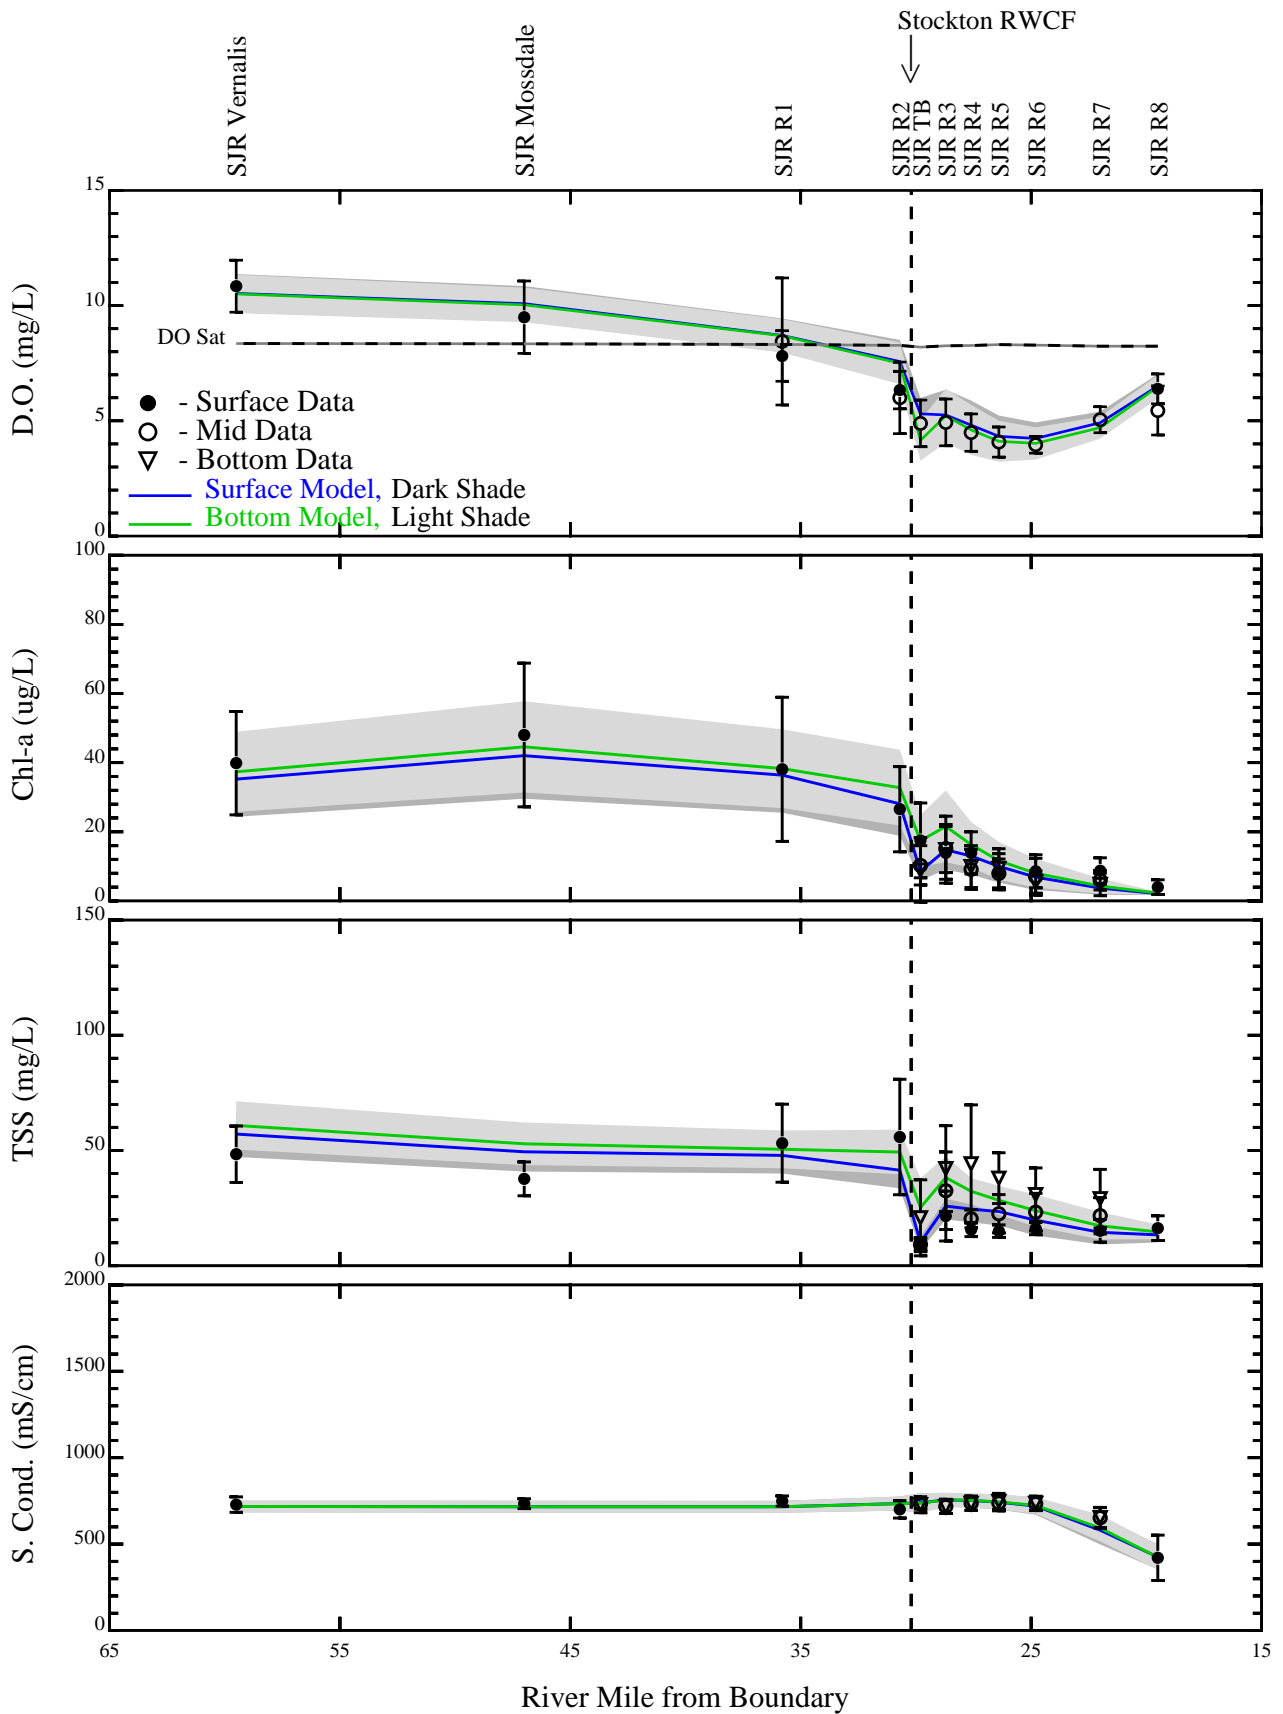 Stockton RWCF
SJR Vernalis
SJR Mossdale
SJR R1
SJR R2
SJR TB
SJR R3
SJR R4
SJR R5
SJR R6
SJR R7
SJR R8
D.O. (mg/L)
15
10
5
0
DO Sat
- Surface Data
- Mid Data
- Bottom Data
Surface Model, Dark Shade
Bottom Model, Light Shade
Chl-a (ug/L)
100
80
60
40
20
0
TSS (mg/L)
150
100
50
0
S. Cond. (mS/cm)
2000
1500
1000
500
0
65 55 45 35 25 15
River Mile from Boundary